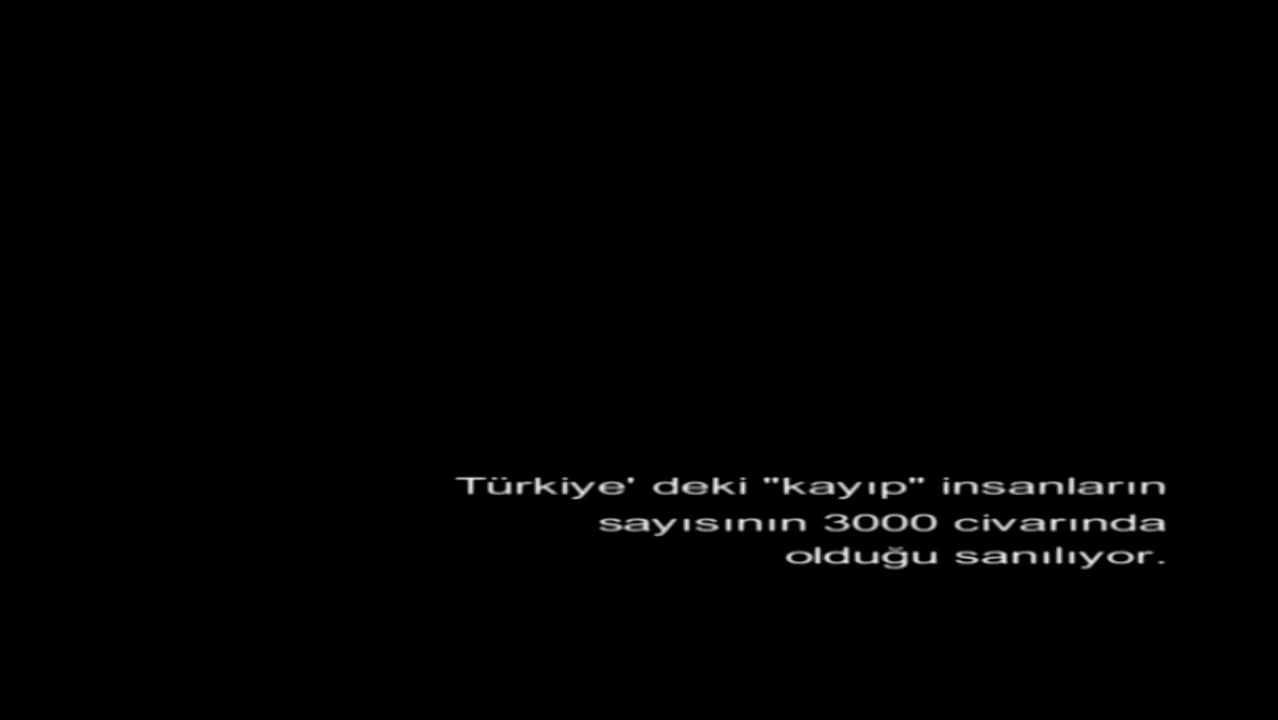 Türkiye' deki "kayıp" insanların
sayısının 3000 civarında
olduğu sanılıyor.